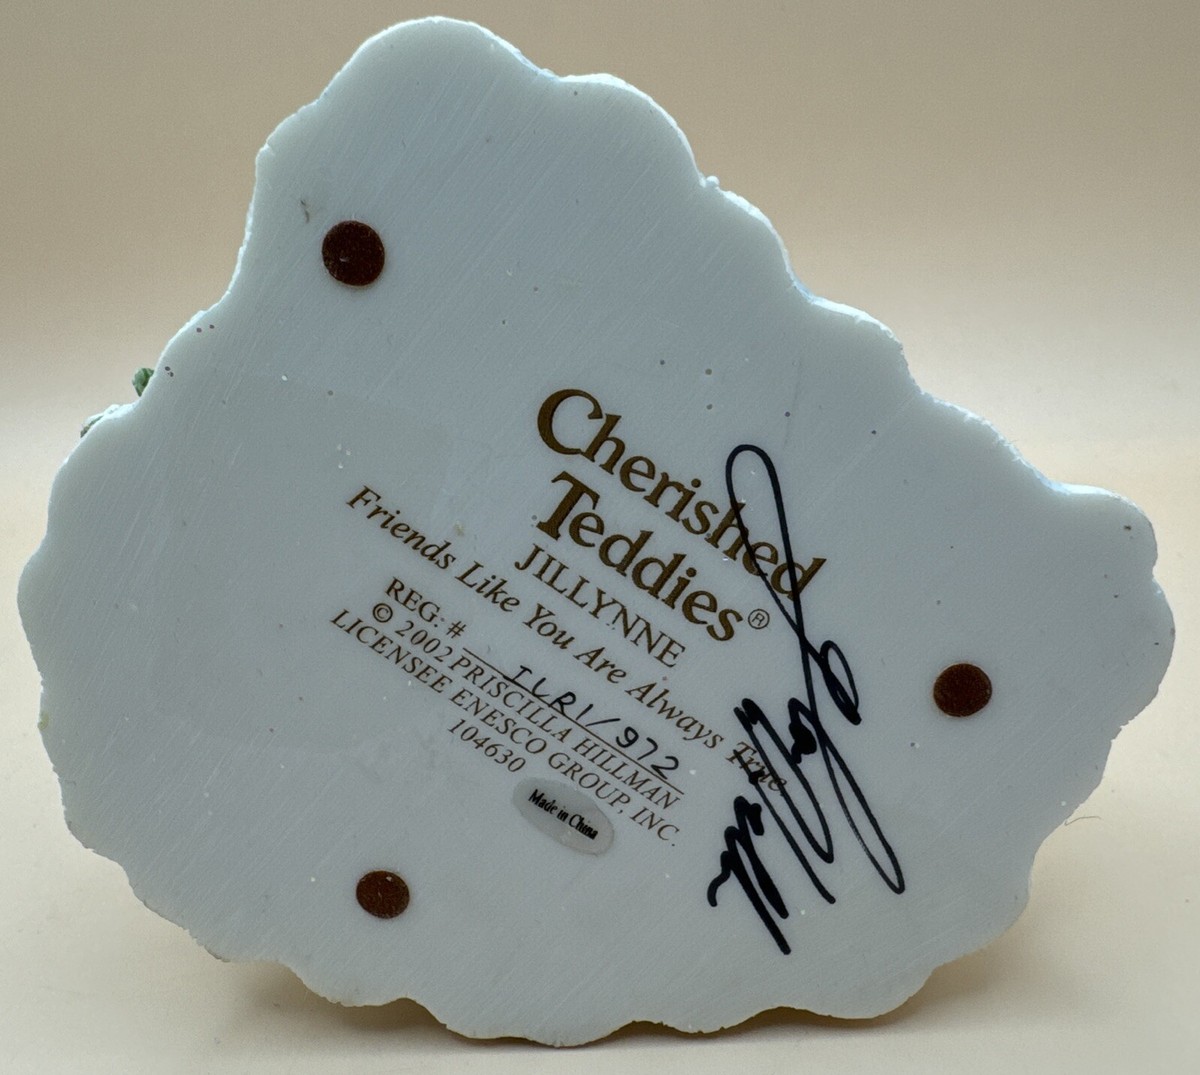 Cherished
Teddies®
JILLYNNE
Friends Like You Are Always True
REG. # ILR1/972
© 2002 PRISCILLA HILLMAN
LICENSEE ENESCO GROUP, INC.
104630
Made in China